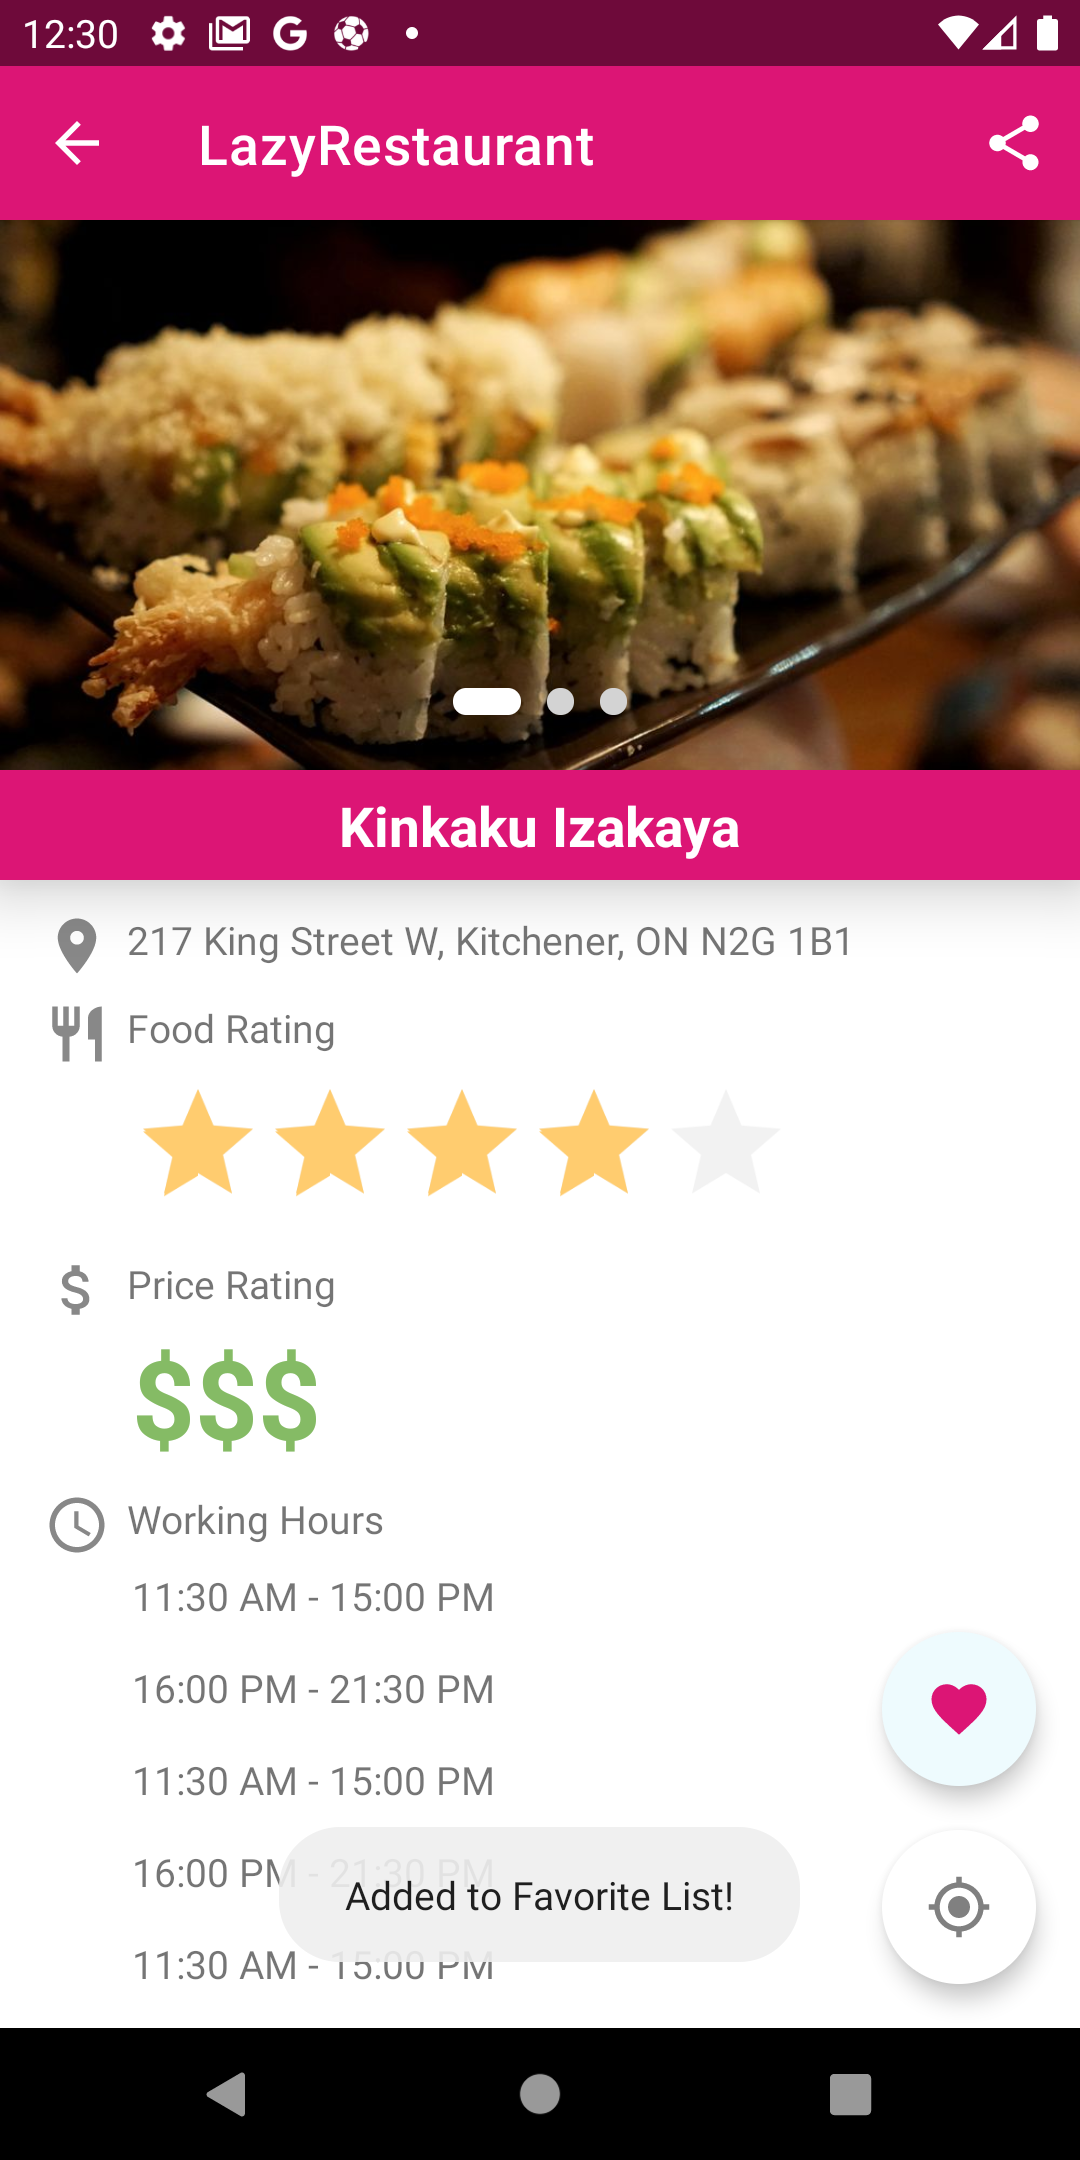 12:30
LazyRestaurant
Kinkaku Izakaya
217 King Street W, Kitchener, ON N2G 1B1
Food Rating
Price Rating
$$$
Working Hours
11:30 AM - 15:00 PM
16:00 PM - 21:30 PM
11:30 AM - 15:00 PM
16:00 PM - 21:30 PM
Added to Favorite List!
11:30 AM - 15:00 PM